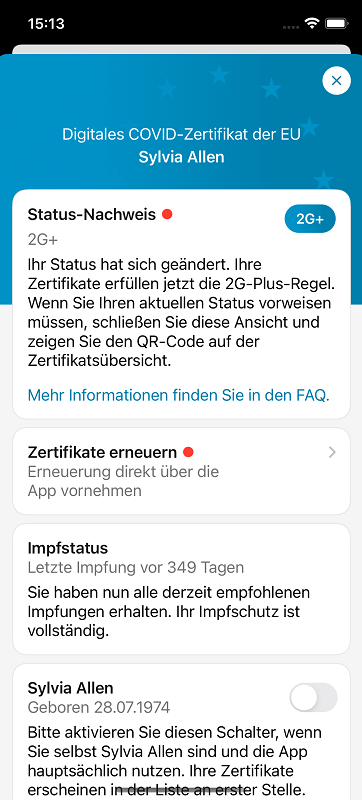 15:13
Digitales COVID-Zertifikat der EU
Sylvia Allen
Status-Nachweis
2G+
2G+
Ihr Status hat sich geändert. Ihre
Zertifikate erfüllen jetzt die 2G-Plus-Regel.
Wenn Sie Ihren aktuellen Status vorweisen
müssen, schließen Sie diese Ansicht und
zeigen Sie den QR-Code auf der
Zertifikatsübersicht.
Mehr Informationen finden Sie in den FAQ.
Zertifikate erneuern
Erneuerung direkt über die
App vornehmen
Impfstatus
Letzte Impfung vor 349 Tagen
Sie haben nun alle derzeit empfohlenen
Impfungen erhalten. Ihr Impfschutz ist
vollständig.
Sylvia Allen
Geboren 28.07.1974
Bitte aktivieren Sie diesen Schalter, wenn
Sie selbst Sylvia Allen sind und die App
hauptsächlich nutzen. Ihre Zertifikate
erscheinen in der Liste an erster Stelle.